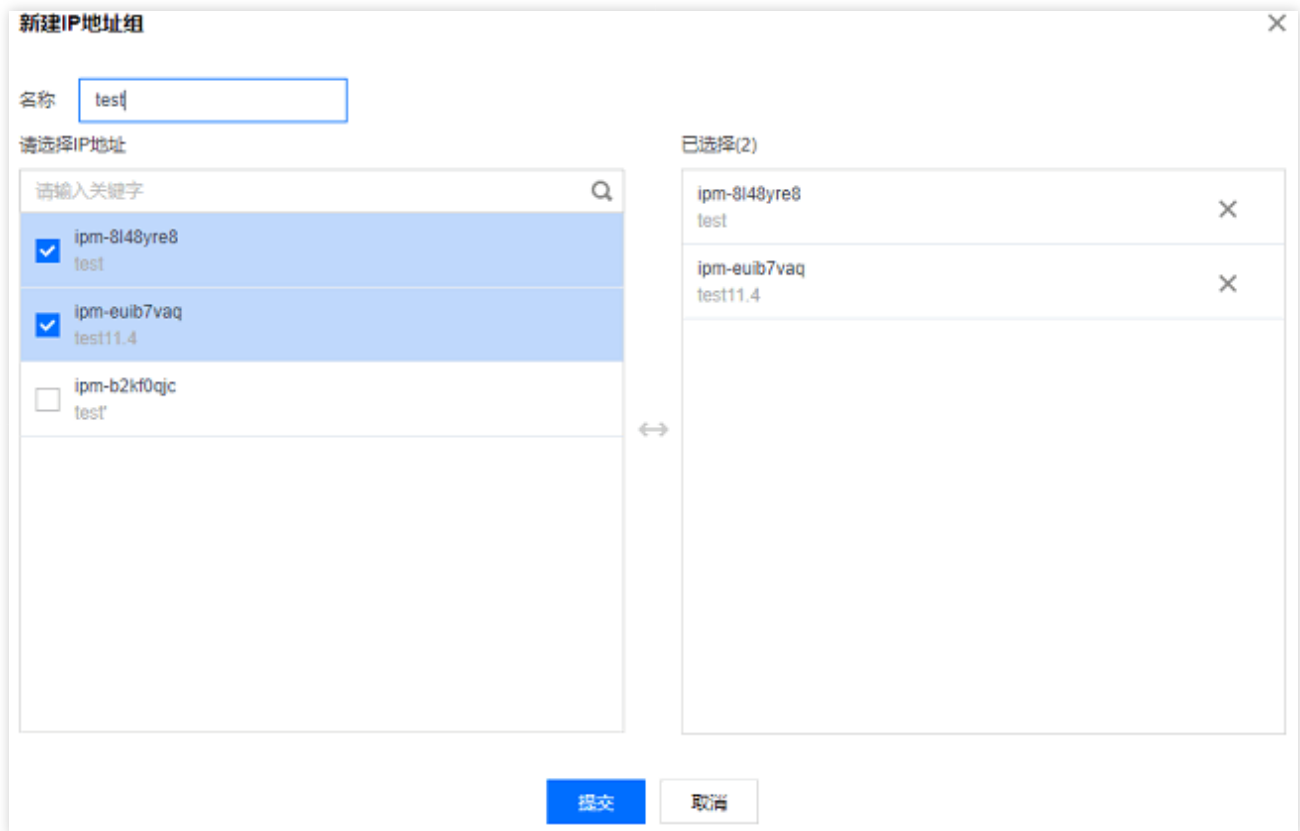 新建IP地址组
名称 test
请选择IP地址
请输入关键字
ipm-8l48yre8
test
ipm-euib7vaq
test11.4
ipm-b2kf0qjc
test'
已选择(2)
ipm-8l48yre8
test
ipm-euib7vaq
test11.4
提交 取消